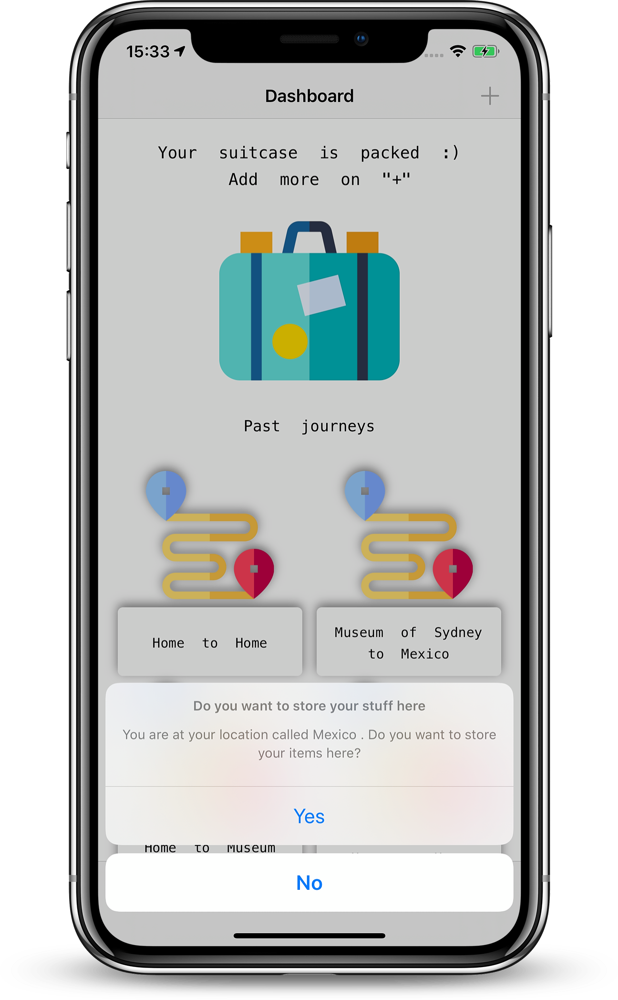 15:33
Dashboard
Your suitcase is packed :)
Add more on "+"
Past journeys
Home to Home
Museum of Sydney
to Mexico
Do you want to store your stuff here
You are at your location called Mexico . Do you want to store
your items here?
Yes
Home to Museum
No